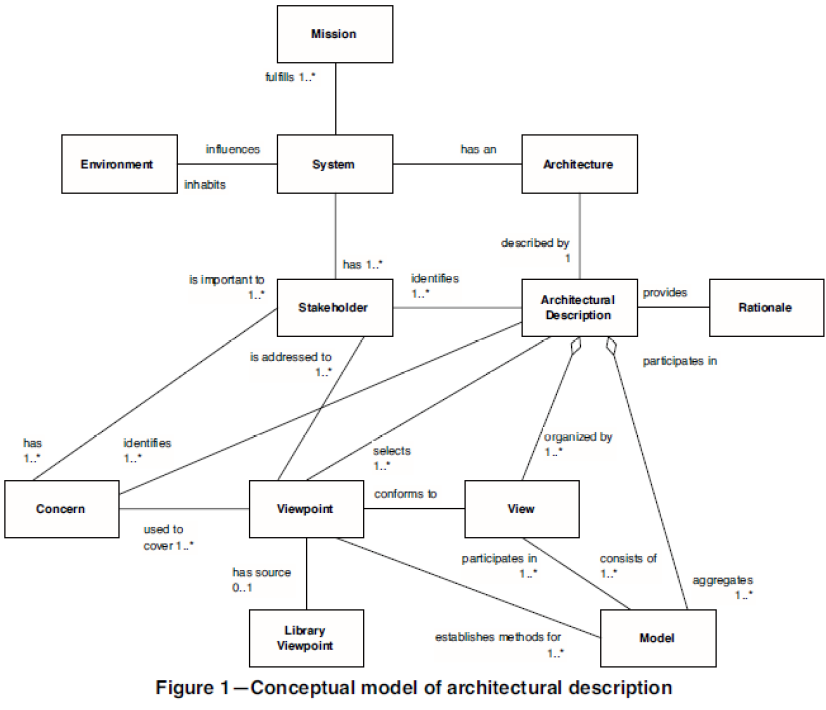 Mission
fulfills 1..*
Environment
influences
inhabits
System
has an
Architecture
described by
1
has 1..*
is important to
1..*
Stakeholder
identifies
1..*
Architectural
Description
provides
Rationale
is addressed to
1..*
participates in
has
1..*
identifies
1..*
selects
1..*
organized by
1..*
Concern
used to
cover 1..*
Viewpoint
conforms to
View
has source
0..1
participates in
1..*
consists of
1..*
aggregates
1..*
Library
Viewpoint
establishes methods for
1..*
Model
Figure 1—Conceptual model of architectural description